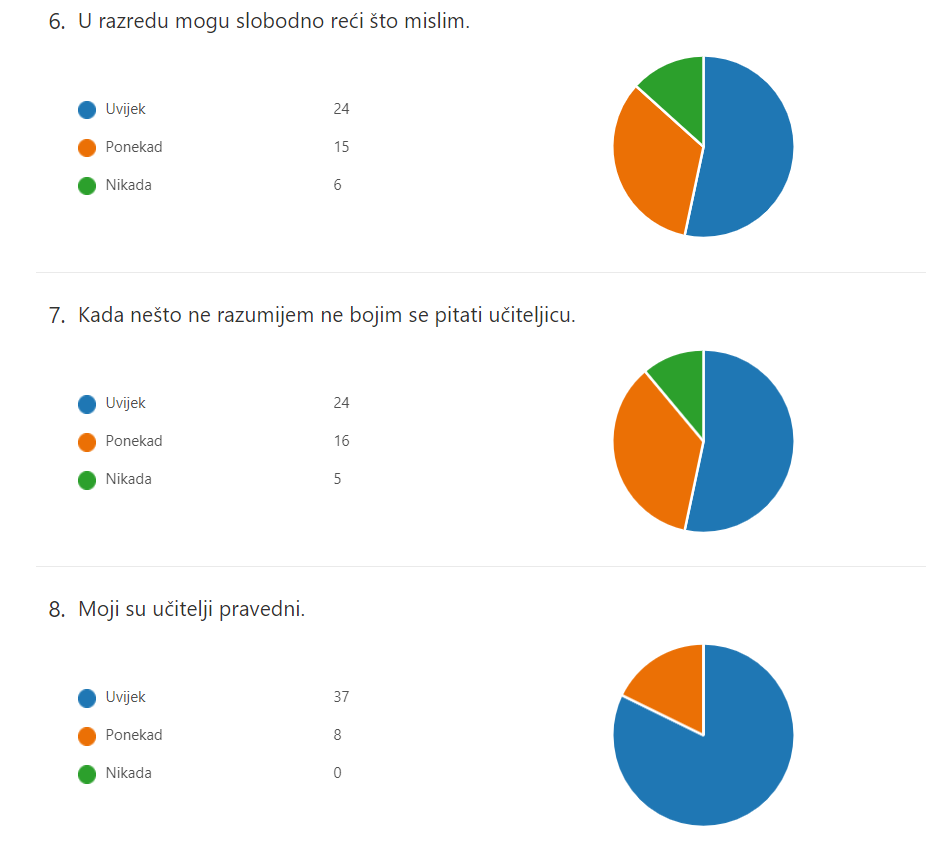 6. U razredu mogu slobodno reći što mislim.
Uvijek 24
Ponekad 15
Nikada 6
7. Kada nešto ne razumijem ne bojim se pitati učiteljicu.
Uvijek 24
Ponekad 16
Nikada 5
8. Moji su učitelji pravedni.
Uvijek 37
Ponekad 8
Nikada 0